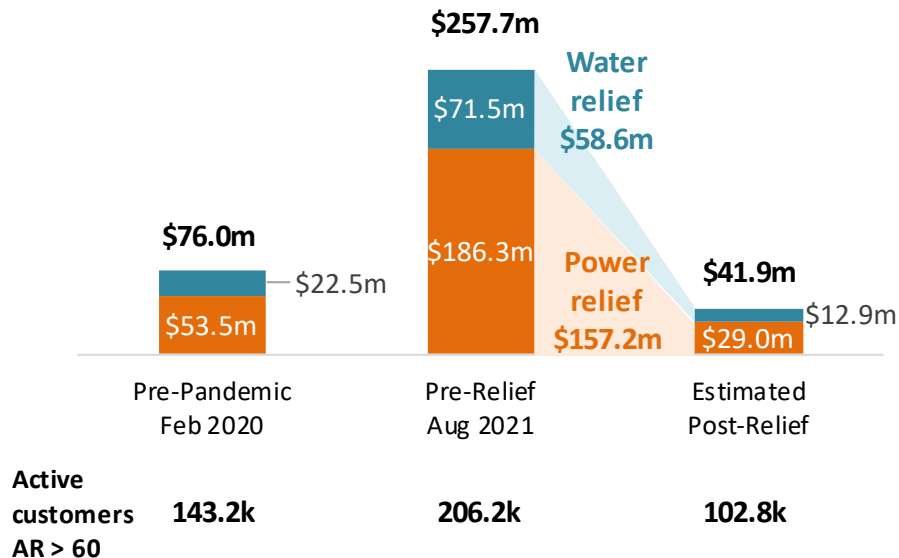 $257.7m
Water
relief
$58.6m
$71.5m
$186.3m
Power
relief
$157.2m
$76.0m
$22.5m
$53.5m
$41.9m
$12.9m
$29.0m
Pre-Pandemic
Feb 2020
Pre-Relief
Aug 2021
Estimated
Post-Relief
Active
customers
AR > 60
143.2k
206.2k
102.8k